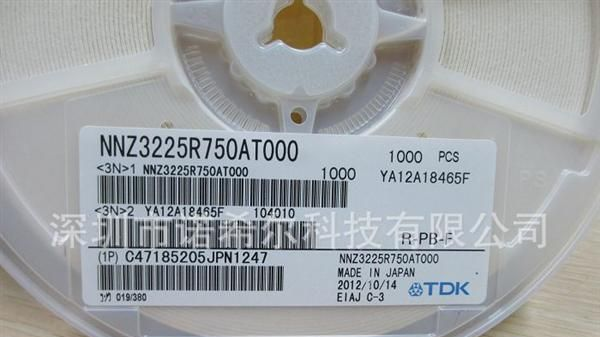 NNZ3225R750AT000 1000 PCS
<3N>1 NNZ3225R750AT000 1000 YA12A18465F
<3N>2 YA12A18465F 104010
深圳市诺希尔科技有限公司
R-PB-F
(1P) C47185205JPN1247 NNZ3225R750AT000
MADE IN JAPAN
2012/10/14
019/380 EIAJ C-3 TDK
PS